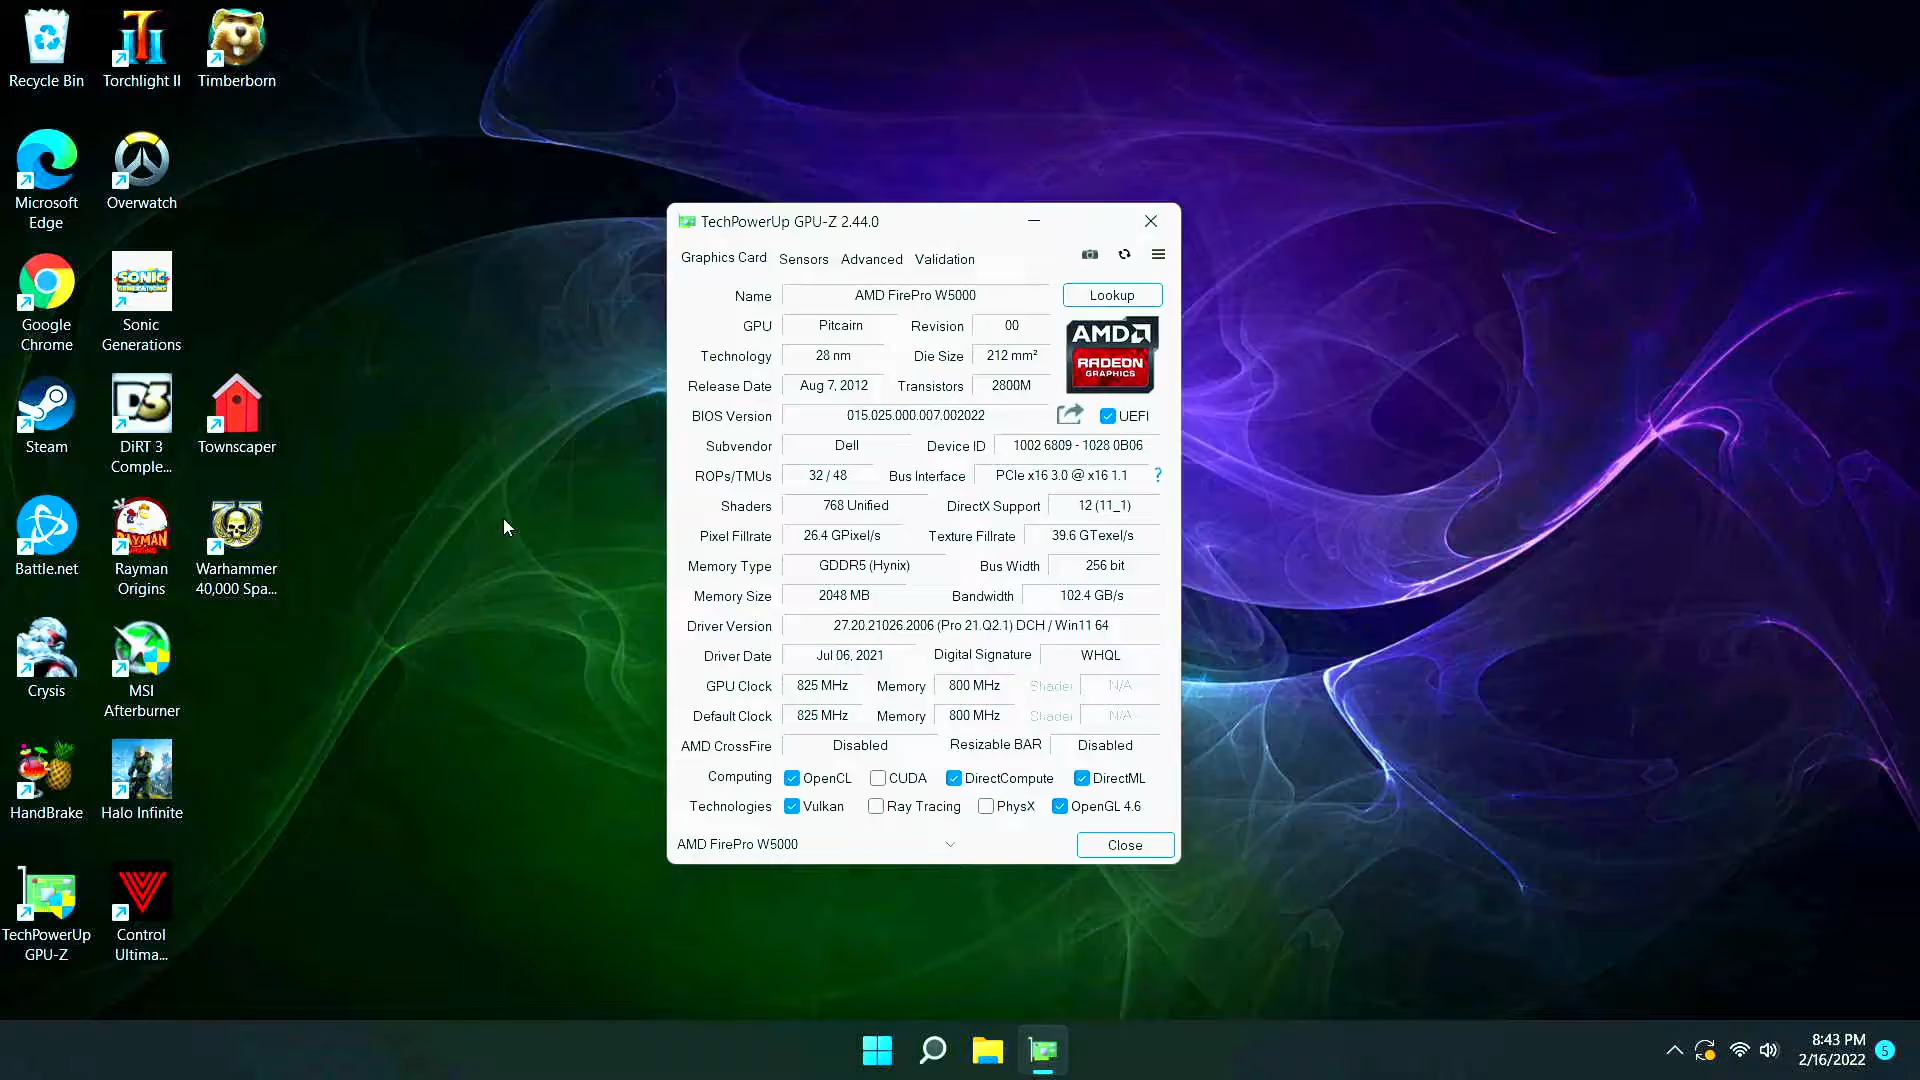 Recycle Bin
Torchlight II
Timberborn
Microsoft
Edge
Overwatch
Google
Chrome
SONIC
GENERATIONS
Sonic
Generations
Steam
D3
DiRT 3
Comple...
Townscaper
Battle.net
RAYMAN
ORIGINS
Rayman
Origins
Warhammer
40,000 Spa...
Crysis
MSI
Afterburner
HandBrake
Halo Infinite
TechPowerUp
GPU-Z
Control
Ultima...
TechPowerUp GPU-Z 2.44.0
Graphics Card Sensors Advanced Validation
Name AMD FirePro W5000 Lookup
GPU Pitcairn Revision 00
AMD
RADEON
GRAPHICS
Technology 28 nm Die Size 212 mm²
Release Date Aug 7, 2012 Transistors 2800M
BIOS Version 015.025.000.007.002022 UEFI
Subvendor Dell Device ID 1002 6809 - 1028 0B06
ROPs/TMUs 32 / 48 Bus Interface PCIe x16 3.0 @ x16 1.1 ?
Shaders 768 Unified DirectX Support 12 (11_1)
Pixel Fillrate 26.4 GPixel/s Texture Fillrate 39.6 GTexel/s
Memory Type GDDR5 (Hynix) Bus Width 256 bit
Memory Size 2048 MB Bandwidth 102.4 GB/s
Driver Version 27.20.21026.2006 (Pro 21.Q2.1) DCH / Win11 64
Driver Date Jul 06, 2021 Digital Signature WHQL
GPU Clock 825 MHz Memory 800 MHz Shader N/A
Default Clock 825 MHz Memory 800 MHz Shader N/A
AMD CrossFire Disabled Resizable BAR Disabled
Computing OpenCL CUDA DirectCompute DirectML
Technologies Vulkan Ray Tracing PhysX OpenGL 4.6
AMD FirePro W5000 Close
8:43 PM
2/16/2022
5